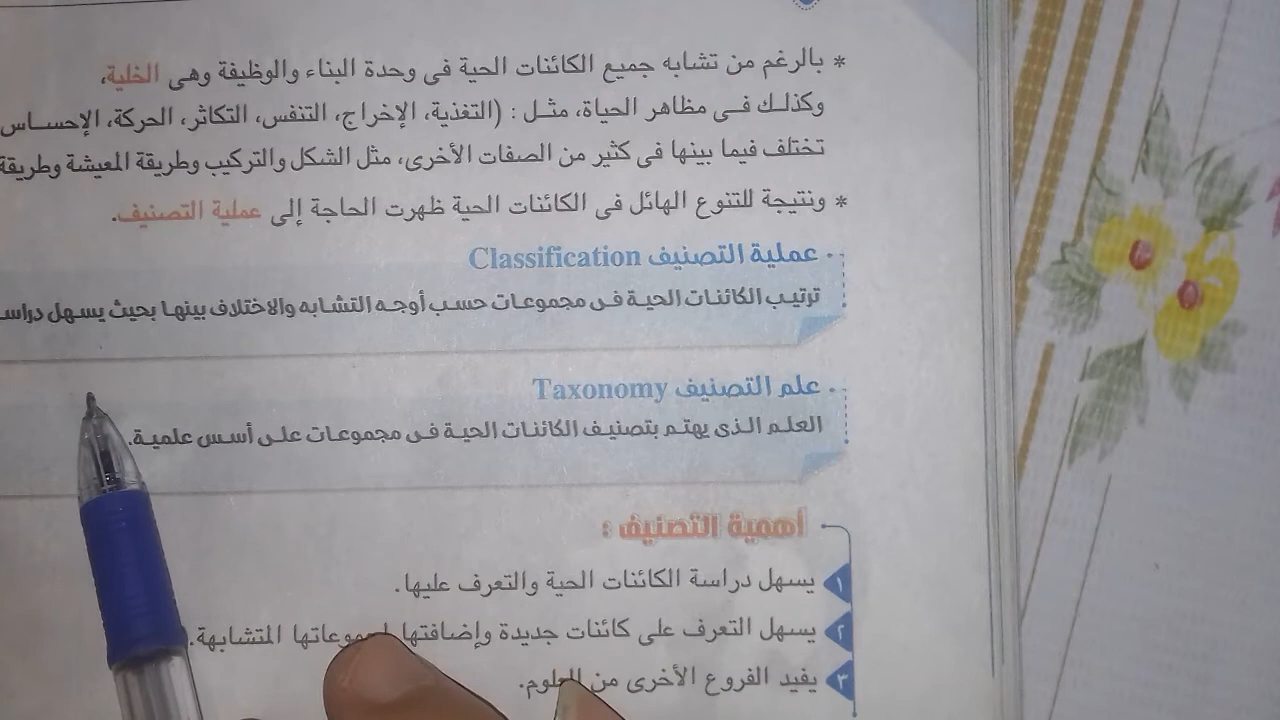 * بالرغم من تشابه جميع الكائنات الحية فى وحدة البناء والوظيفة وهى الخلية،
وكذلك فى مظاهر الحياة، مثل : (التغذية، الإخراج، التنفس، التكاثر، الحركة، الإحساس
تختلف فيما بينها فى كثير من الصفات الأخرى، مثل الشكل والتركيب وطريقة المعيشة وطريقة
* ونتيجة للتنوع الهائل فى الكائنات الحية ظهرت الحاجة إلى عملية التصنيف.
عملية التصنيف Classification
ترتيب الكائنات الحية فى مجموعات حسب أوجه التشابه والاختلاف بينها بحيث يسهل
علم التصنيف Taxonomy
العلم الذى يهتم بتصنيف الكائنات الحية فى مجموعات على أسس علمية.
أهمية التصنيف :
١ يسهل دراسة الكائنات الحية والتعرف عليها.
٢ يسهل التعرف على كائنات جديدة وإضافتها المتشابهة.
٣ يفيد الفروع الأخرى من العلوم.